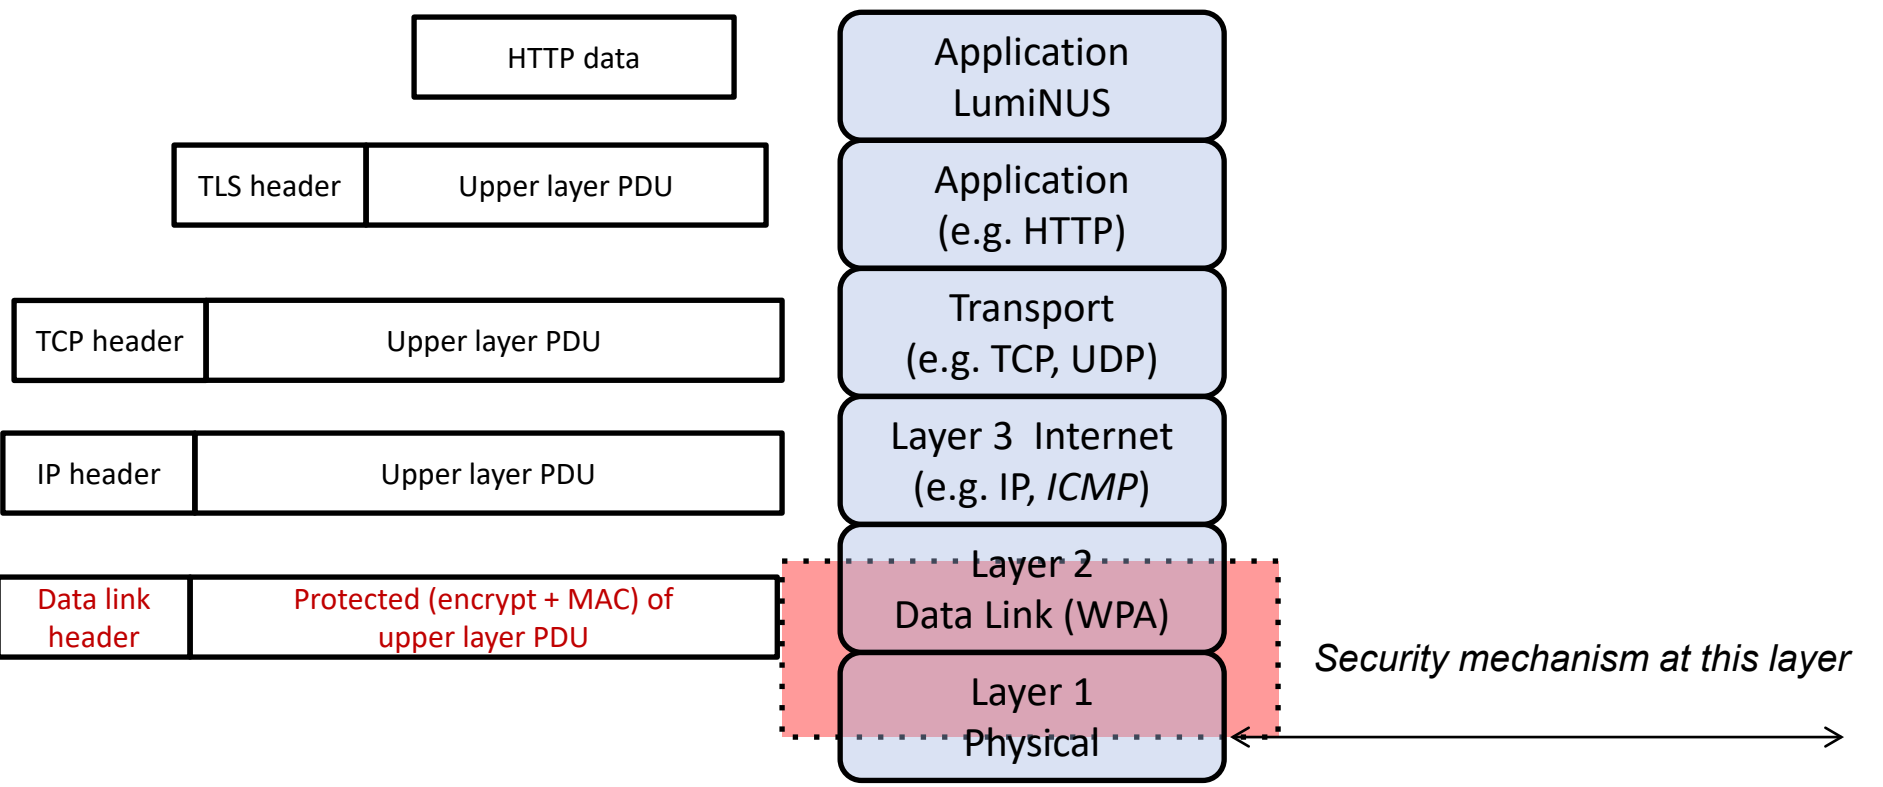 HTTP data
Application
LumiNUS
TLS header
Upper layer PDU
Application
(e.g. HTTP)
TCP header
Upper layer PDU
Transport
(e.g. TCP, UDP)
IP header
Upper layer PDU
Layer 3 Internet
(e.g. IP, ICMP)
Data link
header
Protected (encrypt + MAC) of
upper layer PDU
Layer 2
Data Link (WPA)
Layer 1
Physical
Security mechanism at this layer